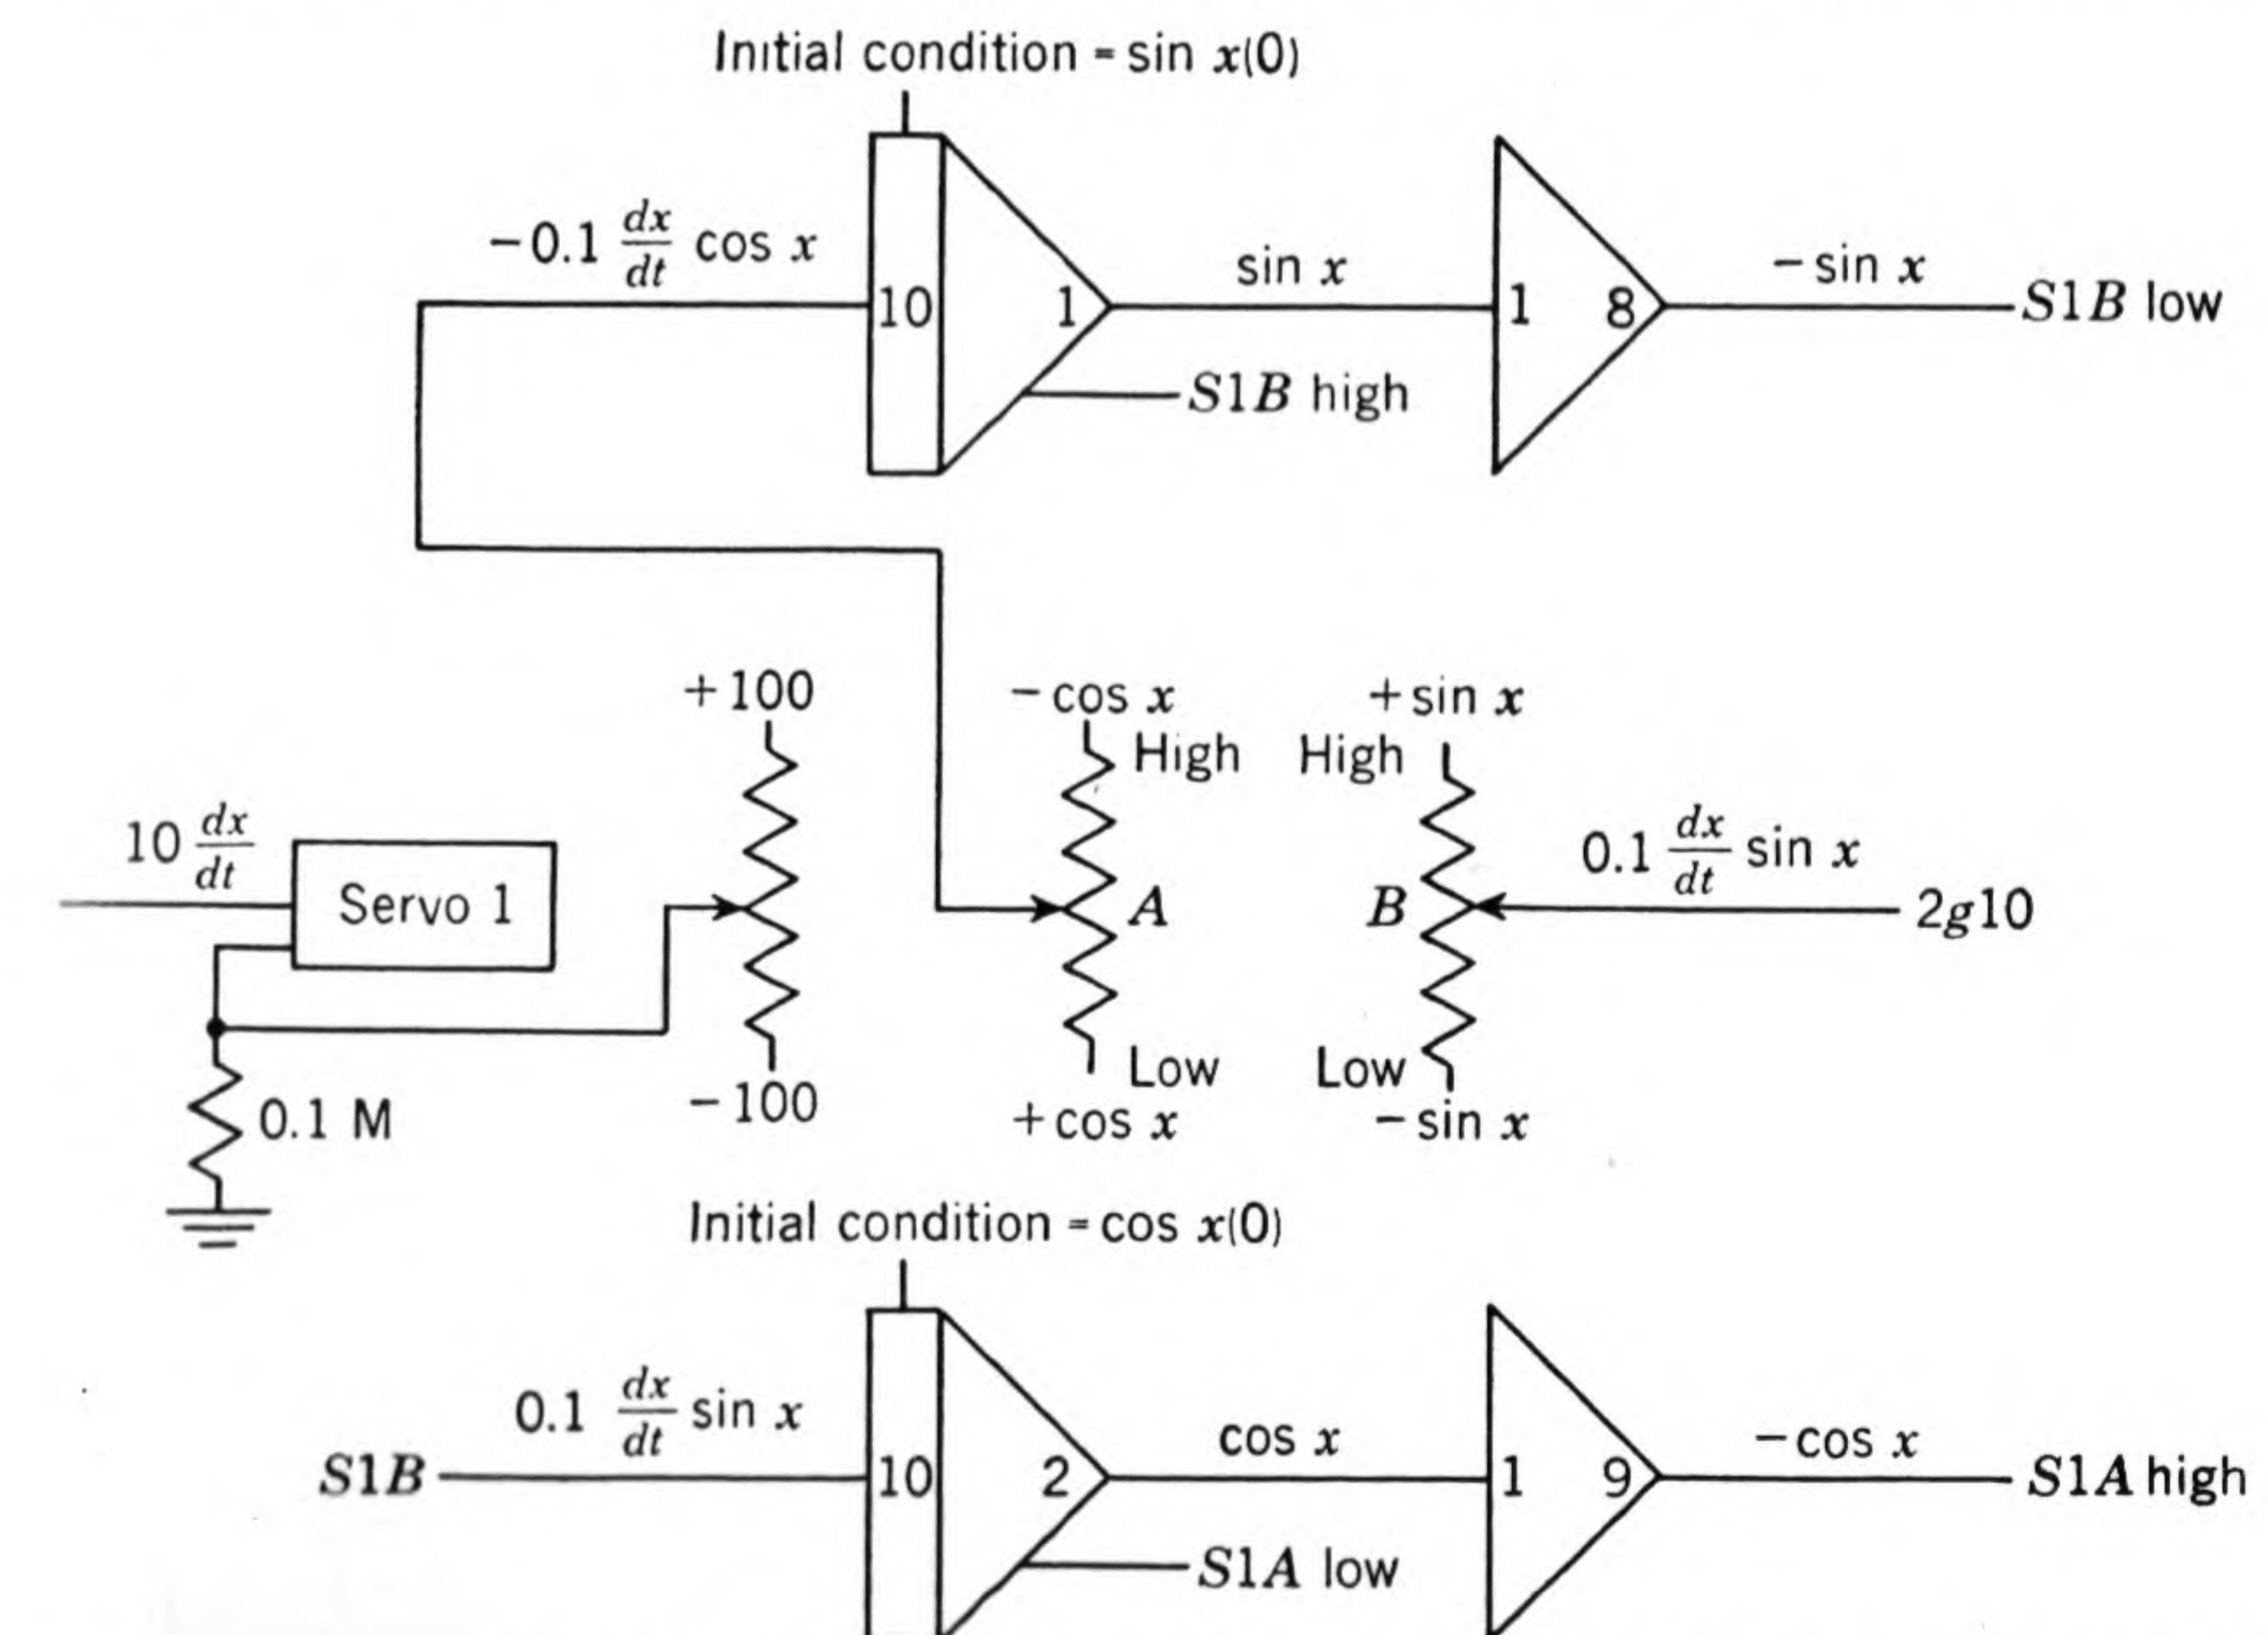 Initial condition = sin x(0)
-0.1 dx/dt cos x
10
1
sin x
1
8
-sin x
S1B low
S1B high
+100
-cos x
High
+sin x
High
10 dx/dt
Servo 1
A
B
0.1 dx/dt sin x
2g10
0.1 M
-100
Low
+cos x
Low
-sin x
Initial condition = cos x(0)
S1B
0.1 dx/dt sin x
10
2
cos x
1
9
-cos x
S1A high
S1A low